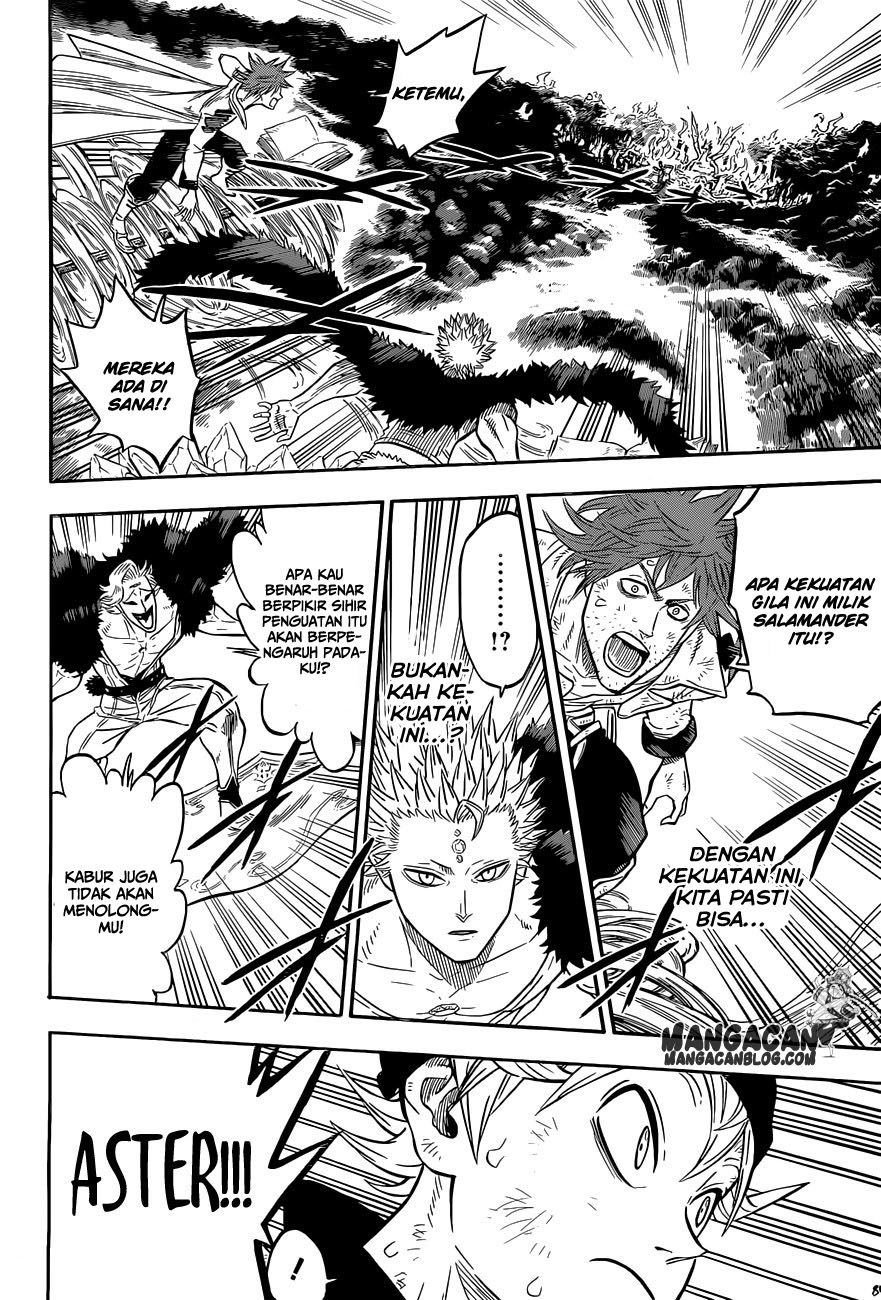 KETEMU,
MEREKA
ADA DI
SANA!!
APA KEKUATAN
GILA INI MILIK
SALAMANDER
ITU!?
DENGAN
KEKUATAN INI,
KITA PASTI
BISA...
.........
!?
BUKAN-
KAH KE-
KUATAN
INI...?
APA KAU
BENAR-BENAR
BERPIKIR SIHIR
PENGUATAN ITU
AKAN BERPE-
NGARUH PADA-
KU!?
KABUR JUGA
TIDAK AKAN
MENOLONG-
MU!
MANGACAN
MANGACANBLOG.COM
ASTER!!!
!